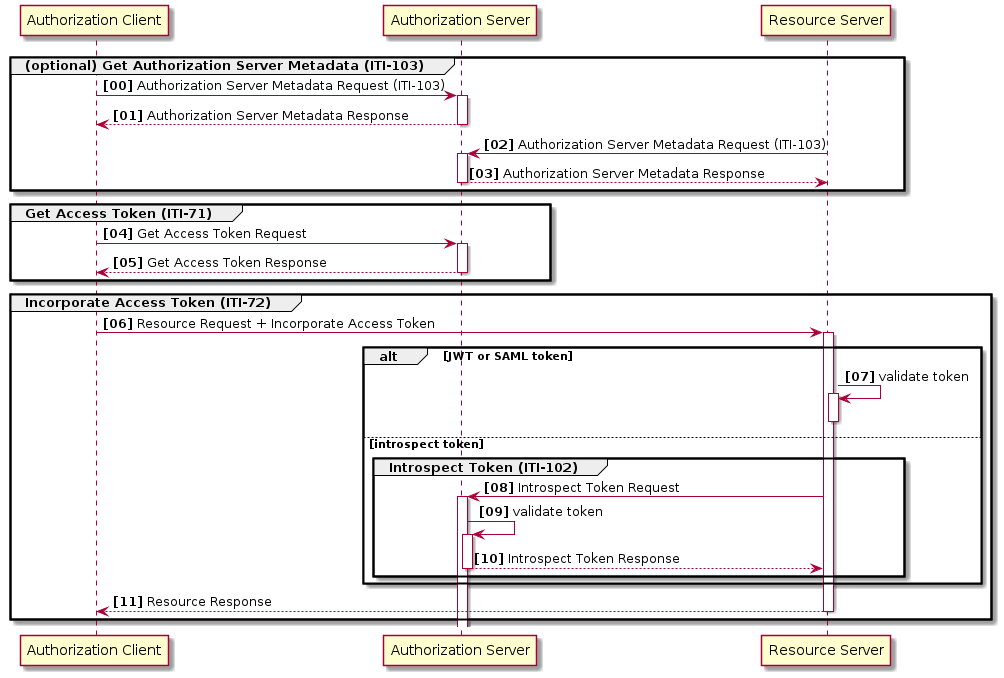 Authorization Client Authorization Server Resource Server
(optional) Get Authorization Server Metadata (ITI-103)
[00] Authorization Server Metadata Request (ITI-103)
[01] Authorization Server Metadata Response
[02] Authorization Server Metadata Request (ITI-103)
[03] Authorization Server Metadata Response
Get Access Token (ITI-71)
[04] Get Access Token Request
[05] Get Access Token Response
Incorporate Access Token (ITI-72)
[06] Resource Request + Incorporate Access Token
alt [JWT or SAML token]
[07] validate token
[introspect token]
Introspect Token (ITI-102)
[08] Introspect Token Request
[09] validate token
[10] Introspect Token Response
[11] Resource Response
Authorization Client Authorization Server Resource Server